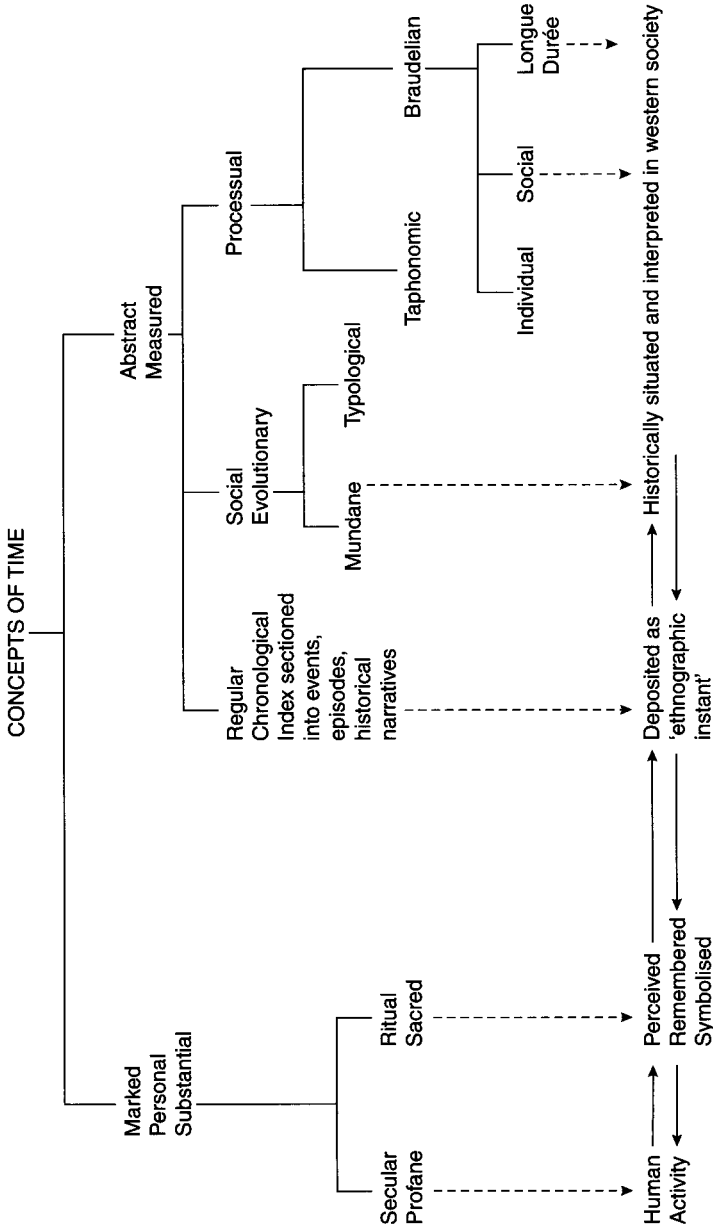 CONCEPTS OF TIME
Marked
Personal
Substantial
Abstract
Measured
Secular
Profane
Ritual
Sacred
Regular
Chronological
Index sectioned
into events,
episodes,
historical
narratives
Social
Evolutionary
Processual
Mundane
Typological
Taphonomic
Braudelian
Individual
Social
Longue
Durée
Human
Activity
Perceived
Remembered
Symbolised
Deposited as
'ethnographic
instant'
Historically situated and interpreted in western society